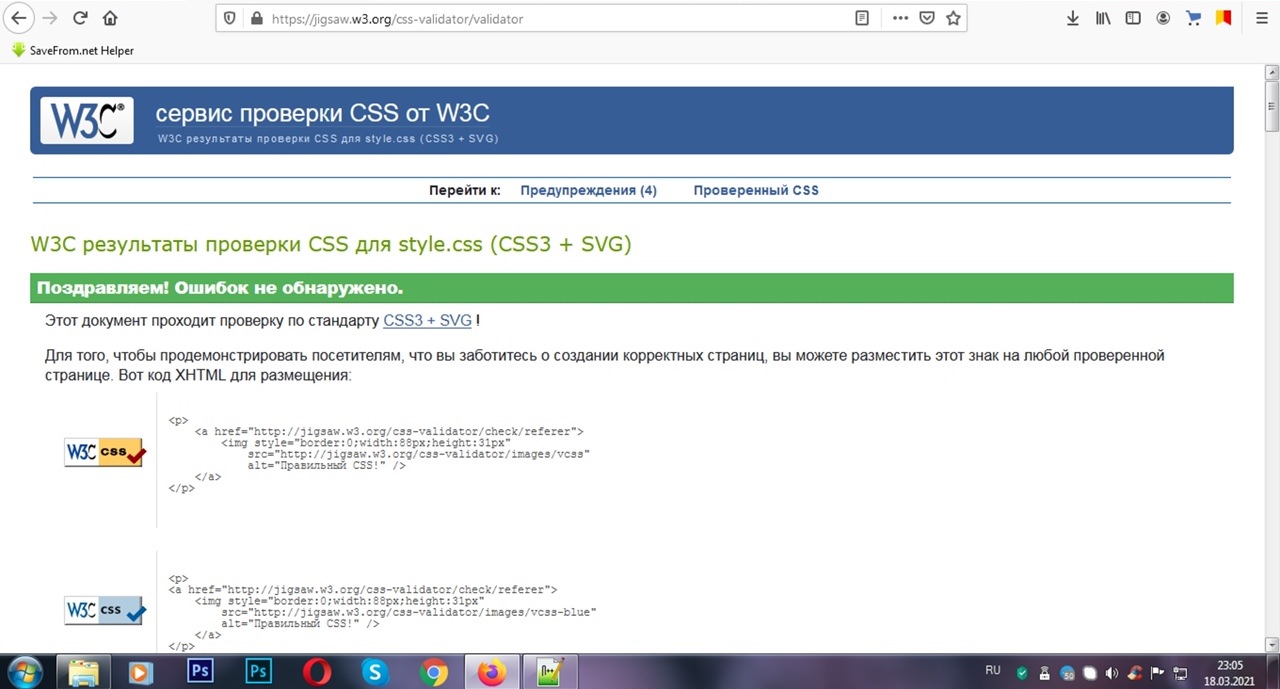 https://jigsaw.w3.org/css-validator/validator
SaveFrom.net Helper
W3C® сервис проверки CSS от W3C
W3C результаты проверки CSS для style.css (CSS3 + SVG)
Перейти к: Предупреждения (4) Проверенный CSS
W3C результаты проверки CSS для style.css (CSS3 + SVG)
Поздравляем! Ошибок не обнаружено.
Этот документ проходит проверку по стандарту CSS3 + SVG !
Для того, чтобы продемонстрировать посетителям, что вы заботитесь о создании корректных страниц, вы можете разместить этот знак на любой проверенной
странице. Вот код XHTML для размещения:
W3C css
<p>
<a href="http://jigsaw.w3.org/css-validator/check/referer">
<img style="border:0;width:88px;height:31px"
src="http://jigsaw.w3.org/css-validator/images/vcss"
alt="Правильный CSS!" />
</a>
</p>
W3C css
<p>
<a href="http://jigsaw.w3.org/css-validator/check/referer">
<img style="border:0;width:88px;height:31px"
src="http://jigsaw.w3.org/css-validator/images/vcss-blue"
alt="Правильный CSS!" />
</a>
</p>
Ps Ps S RU 23:05
18.03.2021